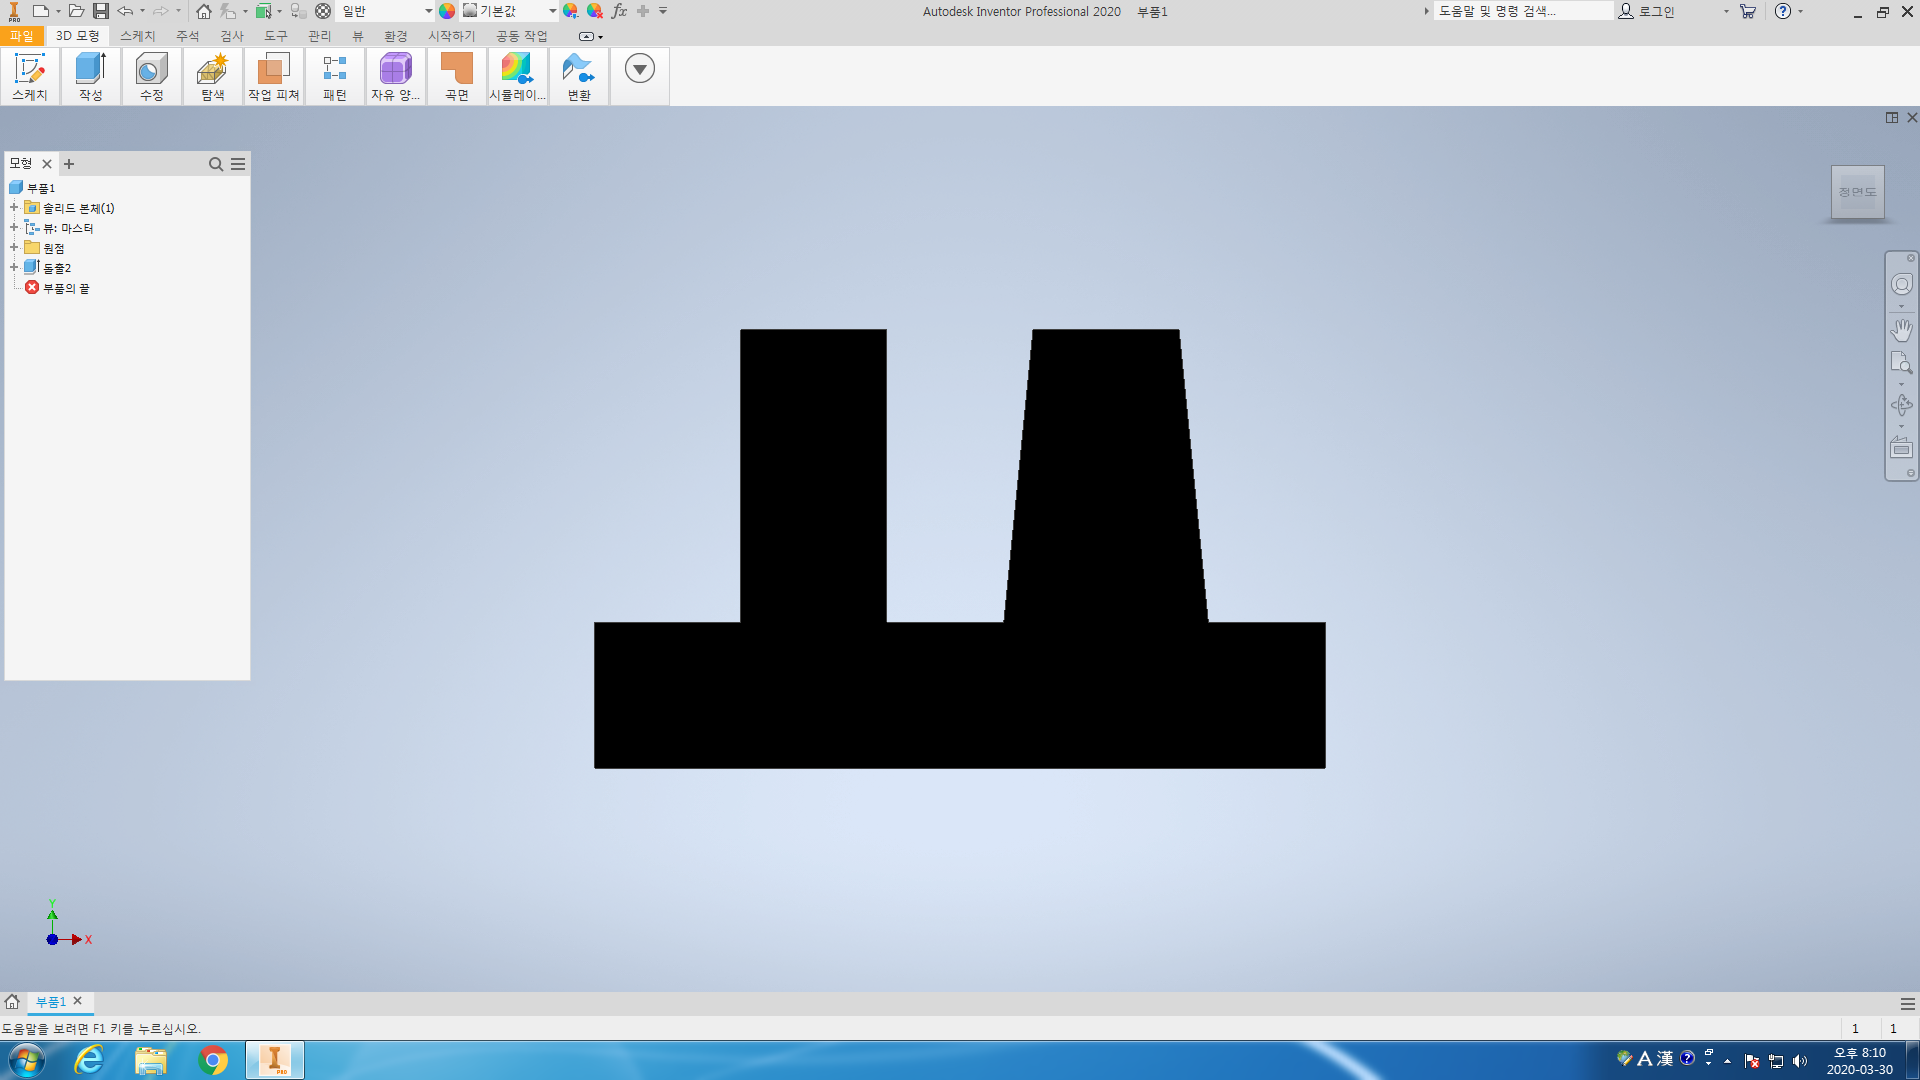 일반
기본값
fx
Autodesk Inventor Professional 2020 부품1
도움말 및 명령 검색...
로그인
파일 3D 모형 스케치 주석 검사 도구 관리 뷰 환경 시작하기 공동 작업
스케치 작성 수정 탐색 작업 피쳐 패턴 자유 양... 곡면 시뮬레이... 변환
모형
부품1
솔리드 본체(1)
뷰: 마스터
원점
돌출2
부품의 끝
정면도
Y
X
부품1
도움말을 보려면 F1 키를 누르십시오.
1 1
A 漢
오후 8:10
2020-03-30